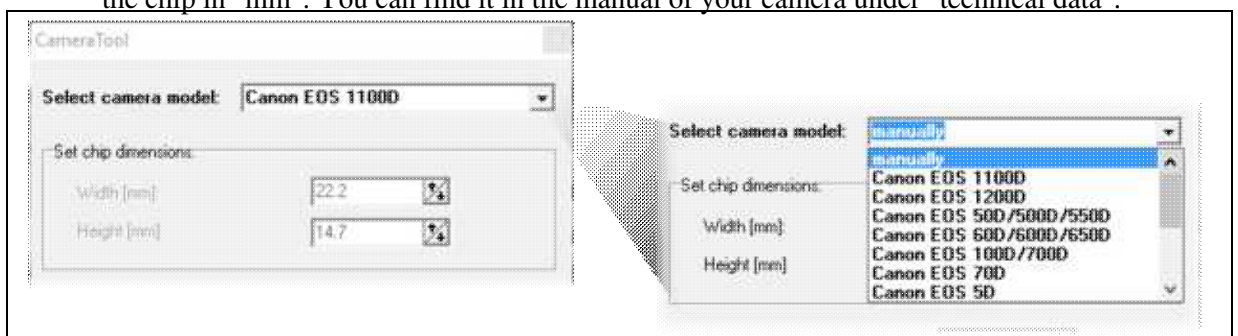 the chip in "mm". You can find it in the manual of your camera under "technical data".
CameraTool
Select camera model: Canon EOS 1100D
Set chip dimensions:
Width [mm]: 22.2
Height [mm]: 14.7
Select camera model: manually
manually
Canon EOS 1100D
Canon EOS 1200D
Canon EOS 50D/500D/550D
Canon EOS 60D/600D/650D
Canon EOS 100D/700D
Canon EOS 70D
Canon EOS 5D
Set chip dimensions:
Width [mm]:
Height [mm]